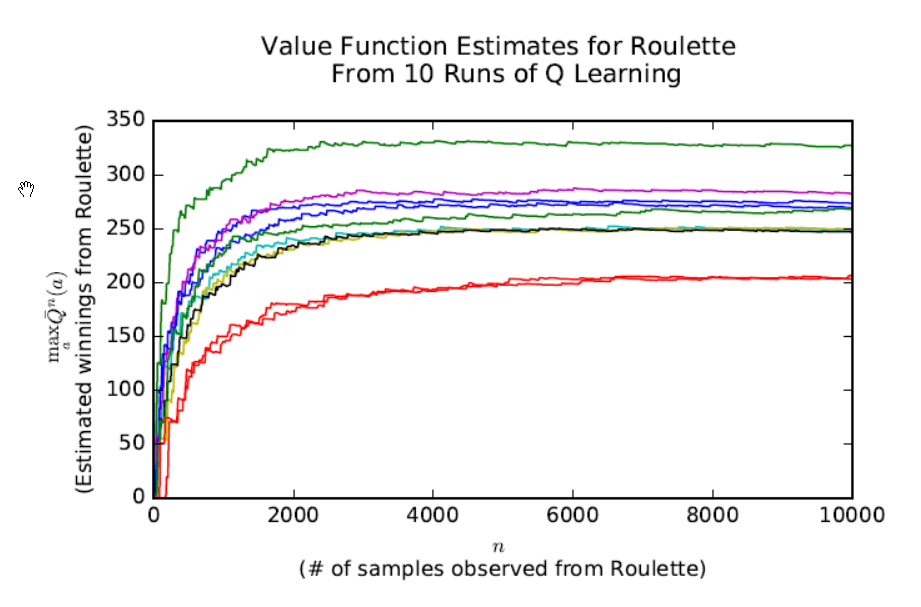 Value Function Estimates for Roulette
From 10 Runs of Q Learning
350
300
250
200
150
100
50
0
max Q̄ⁿ(a)
a
(Estimated winnings from Roulette)
0 2000 4000 6000 8000 10000
n
(# of samples observed from Roulette)